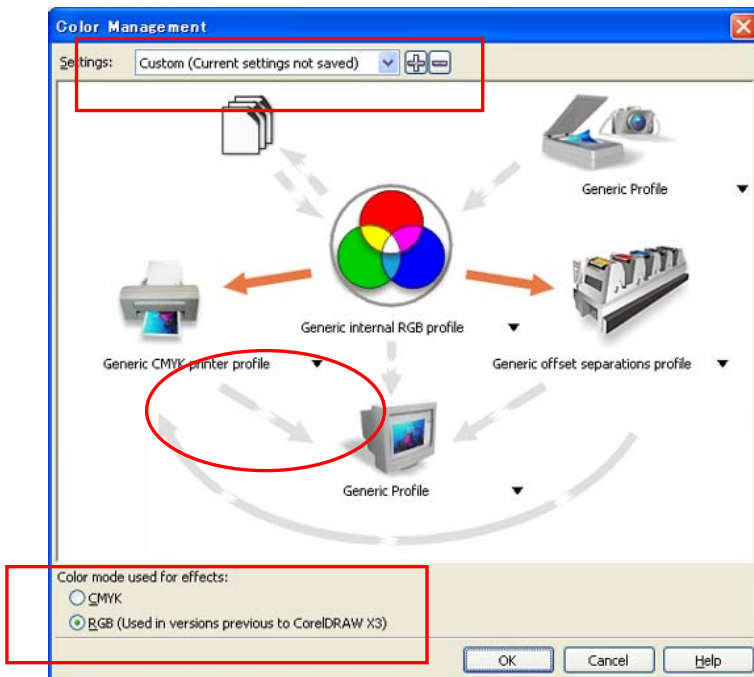 Color Management
Settings: Custom (Current settings not saved)
Generic Profile
Generic internal RGB profile
Generic CMYK printer profile
Generic offset separations profile
Generic Profile
Color mode used for effects:
CMYK
RGB (Used in versions previous to CorelDRAW X3)
OK Cancel Help